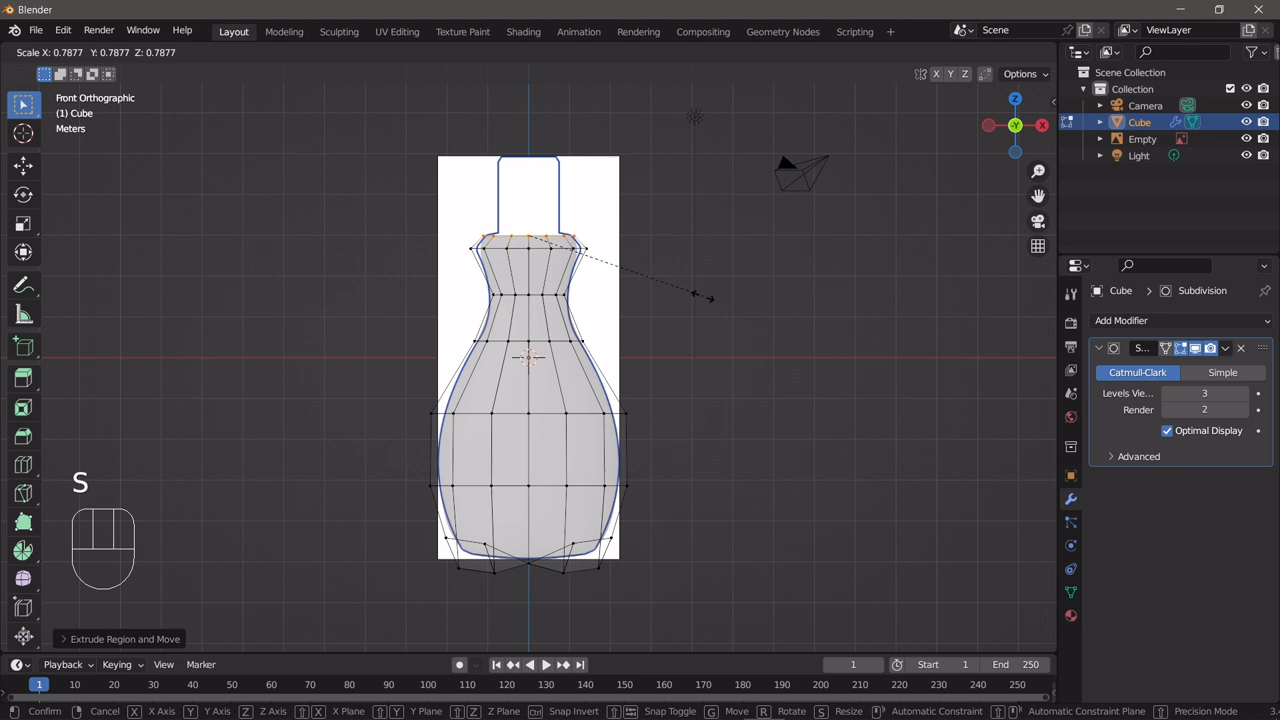 Blender
File Edit Render Window Help
Layout Modeling Sculpting UV Editing Texture Paint Shading Animation Rendering Compositing Geometry Nodes Scripting +
Scene
ViewLayer
Scale X: 0.7877 Y: 0.7877 Z: 0.7877
X Y Z
Options
Front Orthographic
(1) Cube
Meters
Z
X
-Y
Scene Collection
Collection
Camera
Cube
Empty
Light
Cube > Subdivision
Add Modifier
S...
Catmull-Clark Simple
Levels Vie... 3
Render 2
Optimal Display
Advanced
S
Extrude Region and Move
Playback Keying View Marker
1
Start 1
End 250
1 10 20 30 40 50 60 70 80 90 100 110 120 130 140 150 160 170 180 190 200 210 220 230 240 250
Confirm Cancel X X Axis Y Y Axis Z Z Axis X X Plane Y Y Plane Z Z Plane Ctrl Snap Invert Snap Toggle G Move R Rotate S Resize Automatic Constraint Automatic Constraint Plane Precision Mode 3.